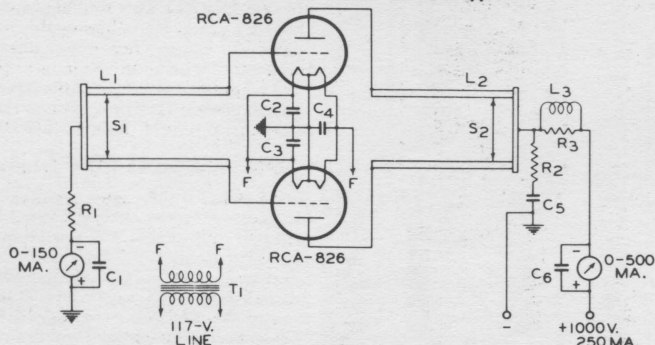 RCA-826
L1
L2
L3
S1
C2
C4
C3
S2
R3
R2
C5
F
F
R1
0-150
MA.
C1
F
F
T1
117-V.
LINE
RCA-826
C6
0-500
MA.
+1000V.
250 MA.